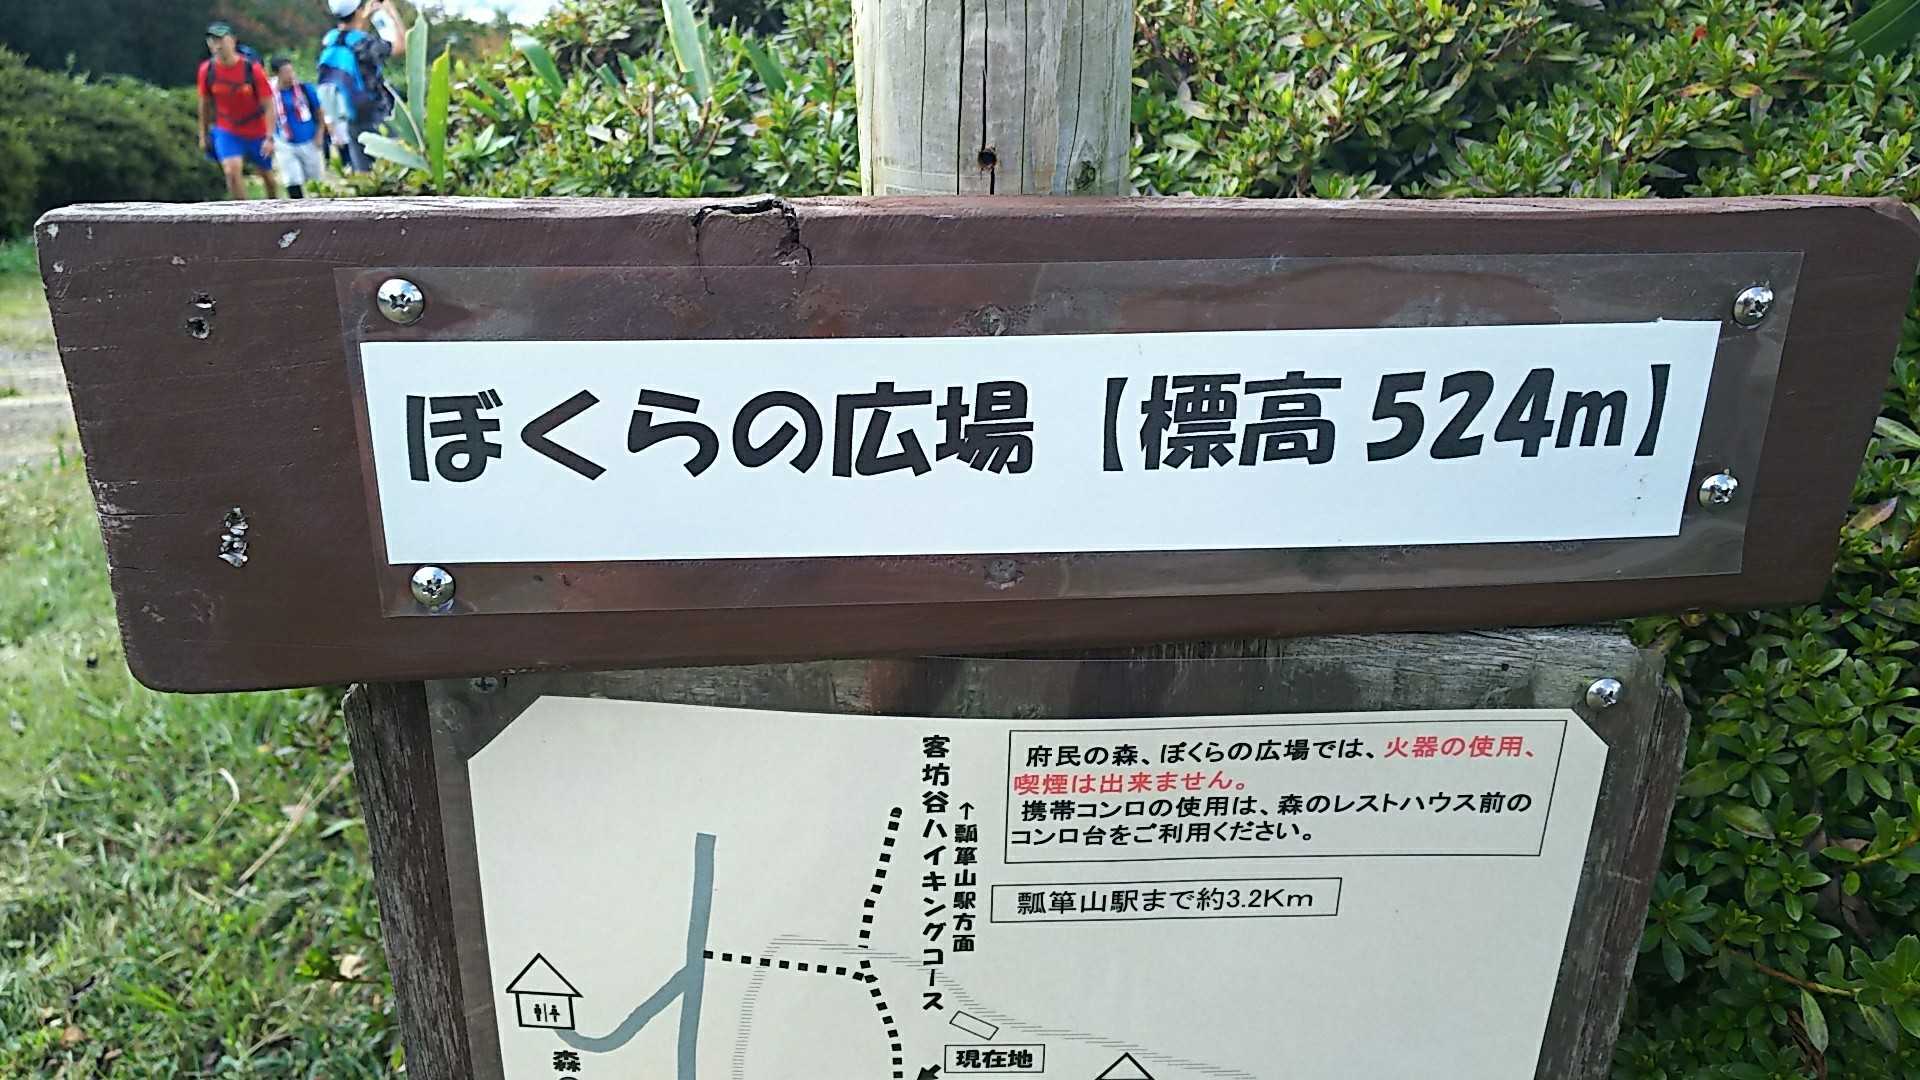 ぼくらの広場【標高524m】
府民の森、ぼくらの広場では、火器の使用、
喫煙は出来ません。
携帯コンロの使用は、森のレストハウス前の
コンロ台をご利用ください。
瓢箪山駅まで約3.2Km
客坊谷ハイキングコース
↑瓢箪山駅方面
現在地
森